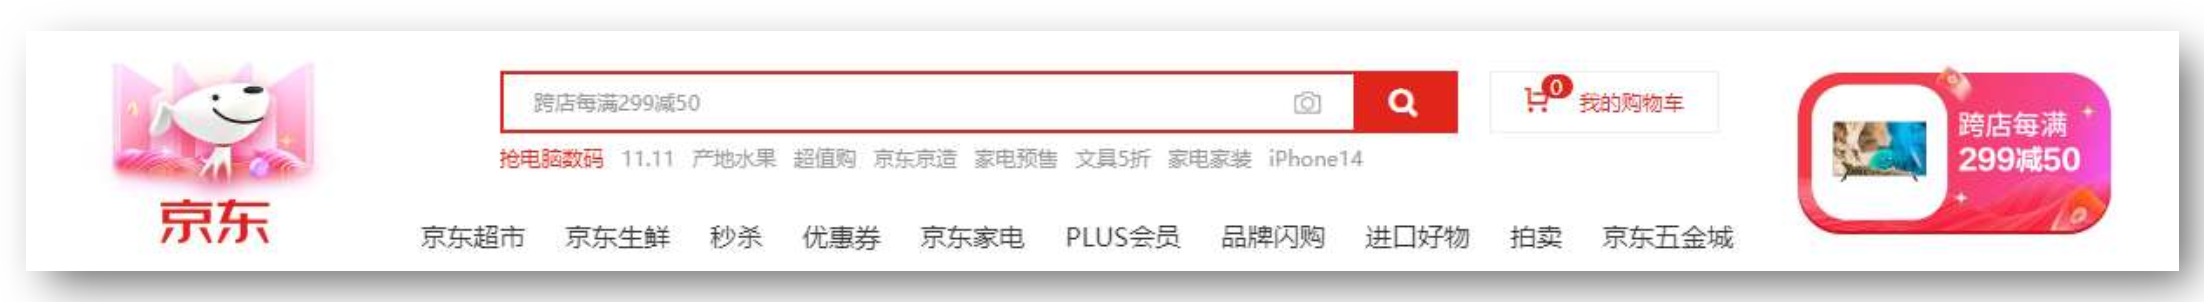 京东
跨店每满299减50
0
我的购物车
抢电脑数码 11.11 产地水果 超值购 京东京造 家电预售 文具5折 家电家装 iPhone14
京东超市 京东生鲜 秒杀 优惠券 京东家电 PLUS会员 品牌闪购 进口好物 拍卖 京东五金城
跨店每满
299减50